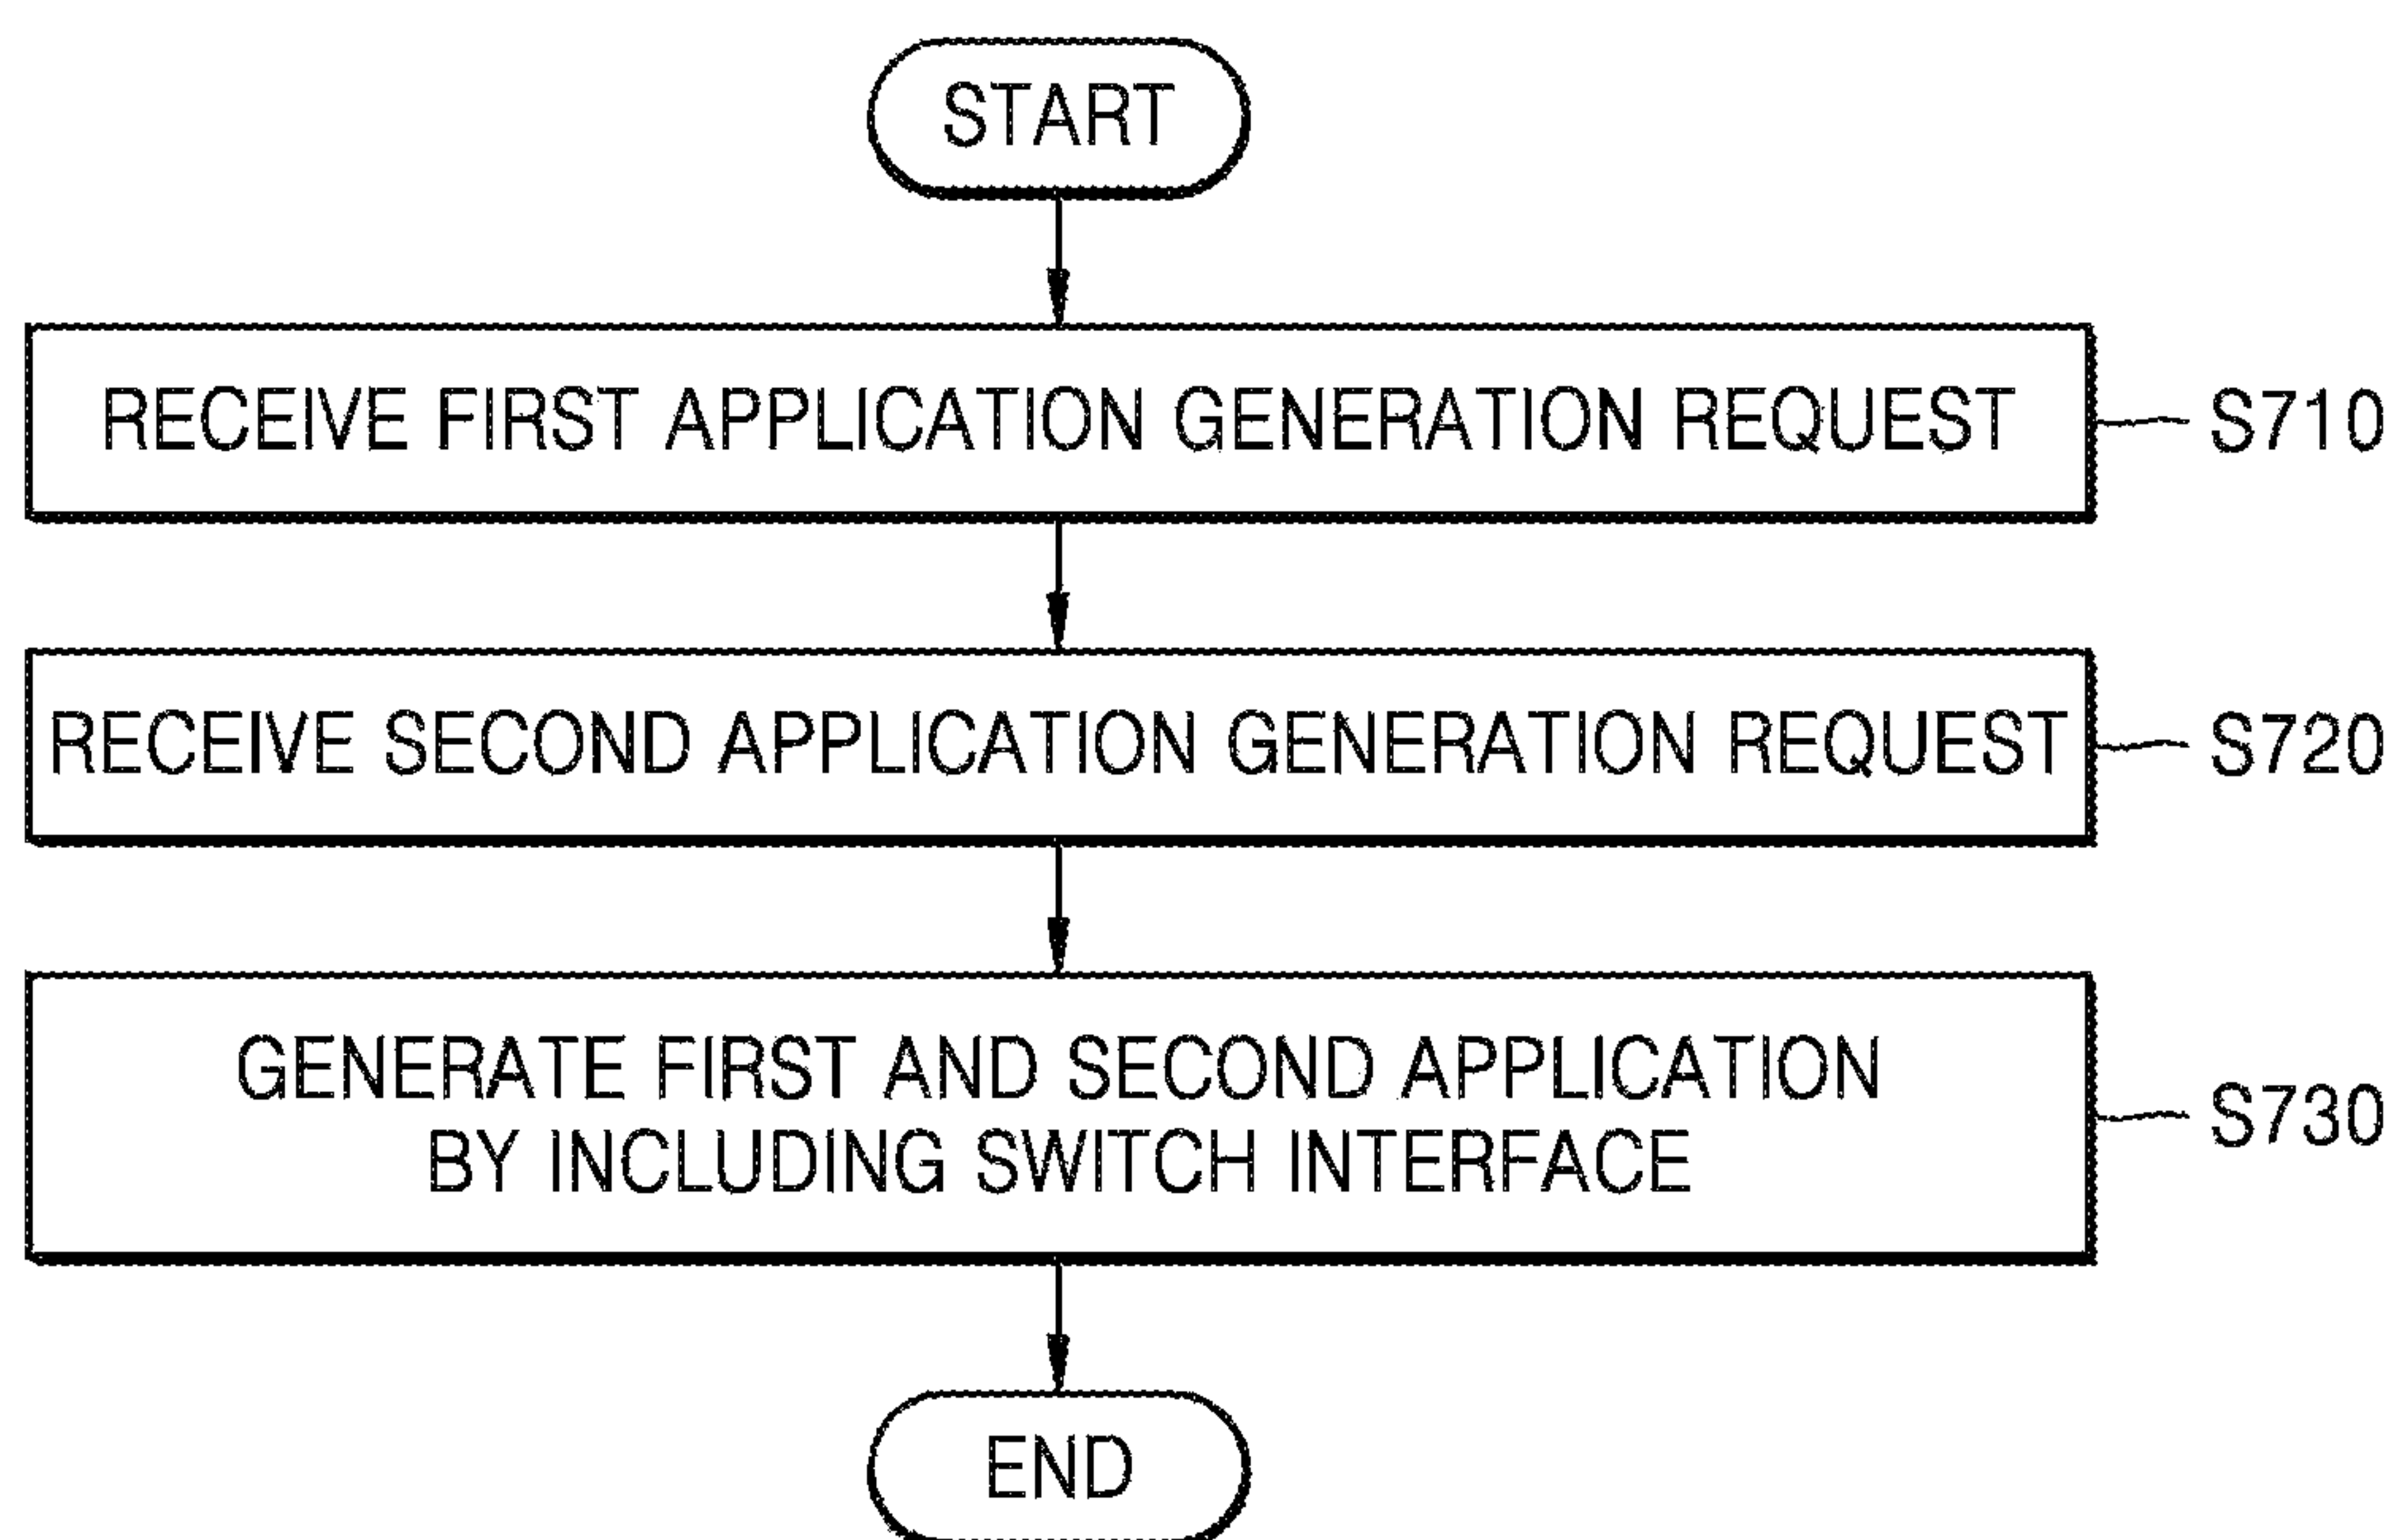 START
RECEIVE FIRST APPLICATION GENERATION REQUEST
S710
RECEIVE SECOND APPLICATION GENERATION REQUEST
S720
GENERATE FIRST AND SECOND APPLICATION
BY INCLUDING SWITCH INTERFACE
S730
END